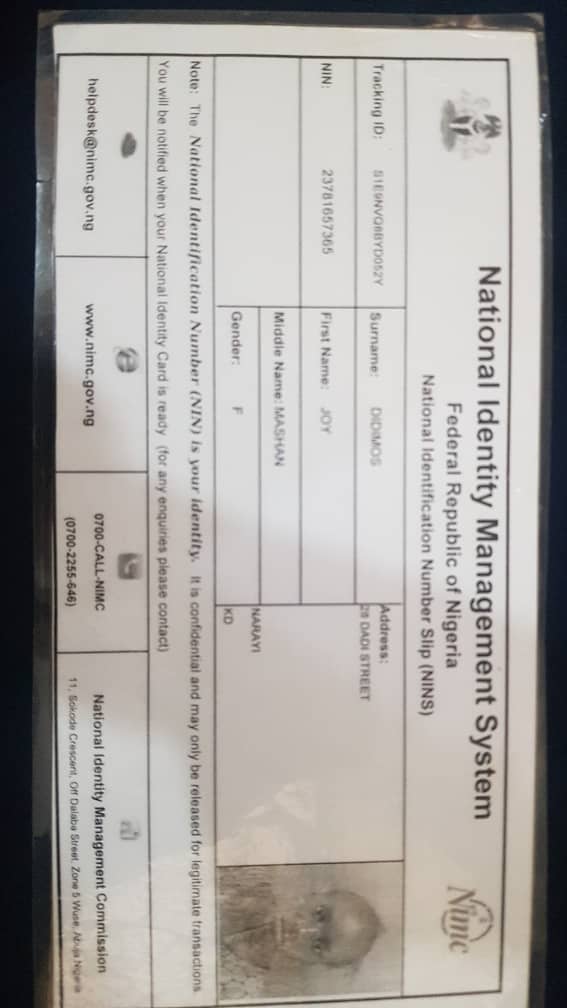 National Identity Management System
Federal Republic of Nigeria
National Identification Number Slip (NINS)
Nimc
Tracking ID: S1E9NVQ8BYD052Y
Surname: DIDIMOS
Address:
28 DADI STREET
NIN: 23781657365
First Name: JOY
Middle Name: MASHAN
NARAYI
Gender: F
KD
Note: The National Identification Number (NIN) is your identity. It is confidential and may only be released for legitimate transactions.
You will be notified when your National Identity Card is ready (for any enquiries please contact)
helpdesk@nimc.gov.ng
www.nimc.gov.ng
0700-CALL-NIMC
(0700-2255-646)
National Identity Management Commission
11, Sokode Crescent, Off Dalaba Street, Zone 5 Wuse, Abuja Nigeria